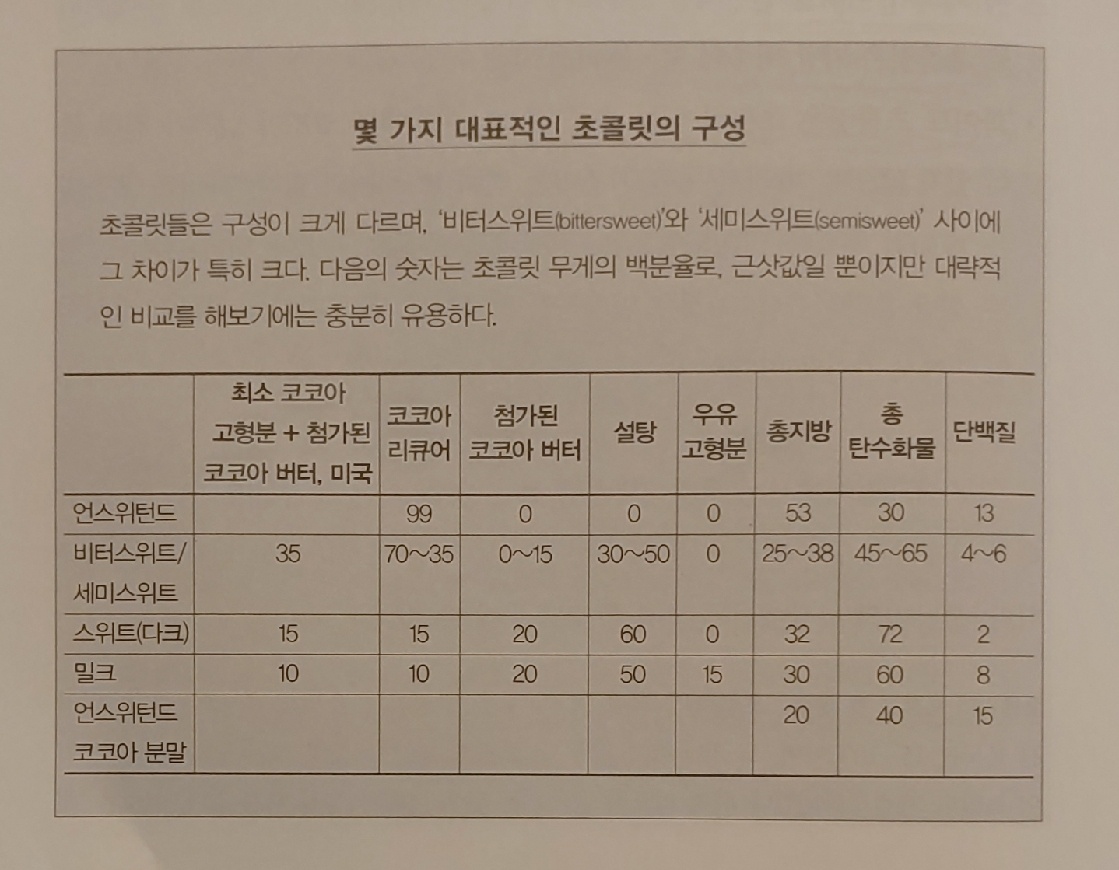 몇 가지 대표적인 초콜릿의 구성
초콜릿들은 구성이 크게 다르며, ‘비터스위트(bittersweet)’와 ‘세미스위트(semisweet)’ 사이에
그 차이가 특히 크다. 다음의 숫자는 초콜릿 무게의 백분율로, 근삿값일 뿐이지만 대략적
인 비교를 해보기에는 충분히 유용하다.
최소 코코아
고형분 + 첨가된
코코아 버터, 미국
코코아
리큐어
첨가된
코코아 버터
설탕
우유
고형분
총지방
총
탄수화물
단백질
언스위턴드 99 0 0 0 53 30 13
비터스위트/ 35 70~35 0~15 30~50 0 25~38 45~65 4~6
세미스위트
스위트(다크) 15 15 20 60 0 32 72 2
밀크 10 10 20 50 15 30 60 8
언스위턴드 20 40 15
코코아 분말